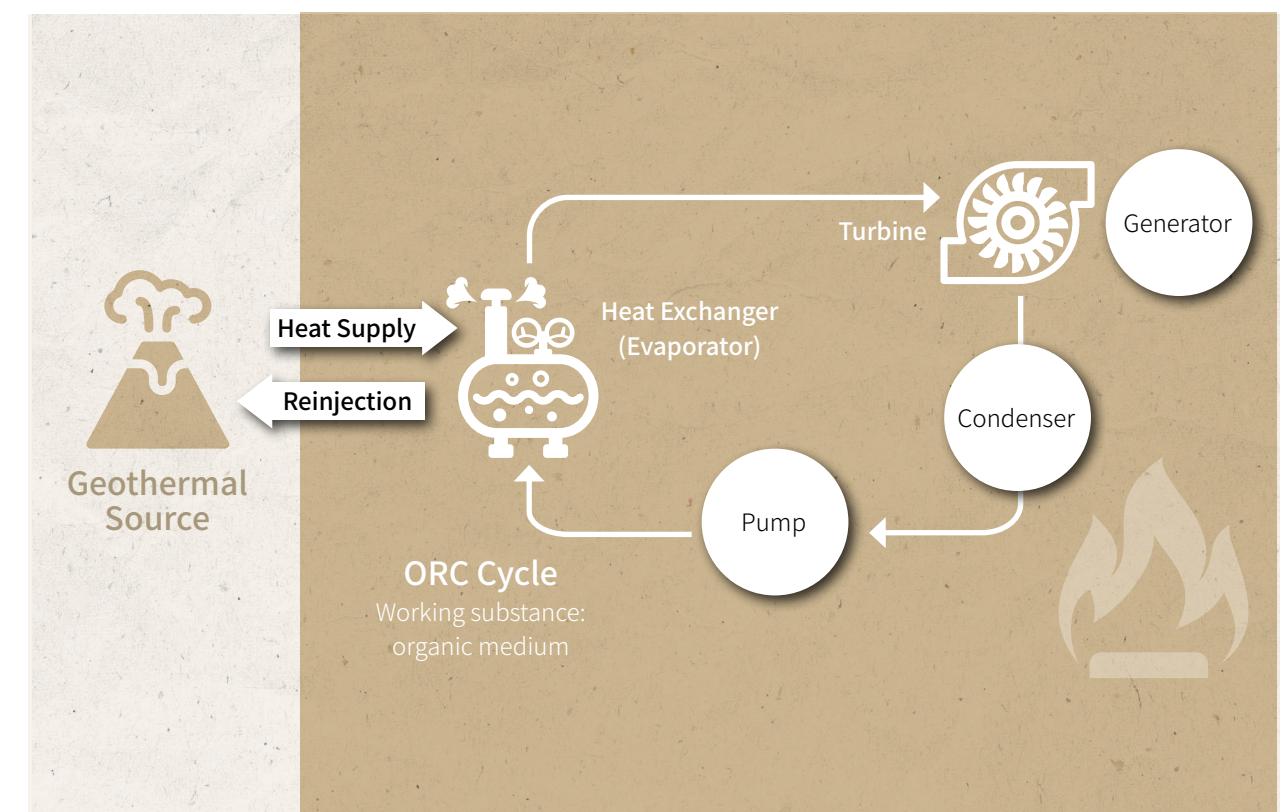 Turbine
Generator
Heat Supply
Heat Exchanger
(Evaporator)
Reinjection
Condenser
Geothermal
Source
Pump
ORC Cycle
Working substance:
organic medium